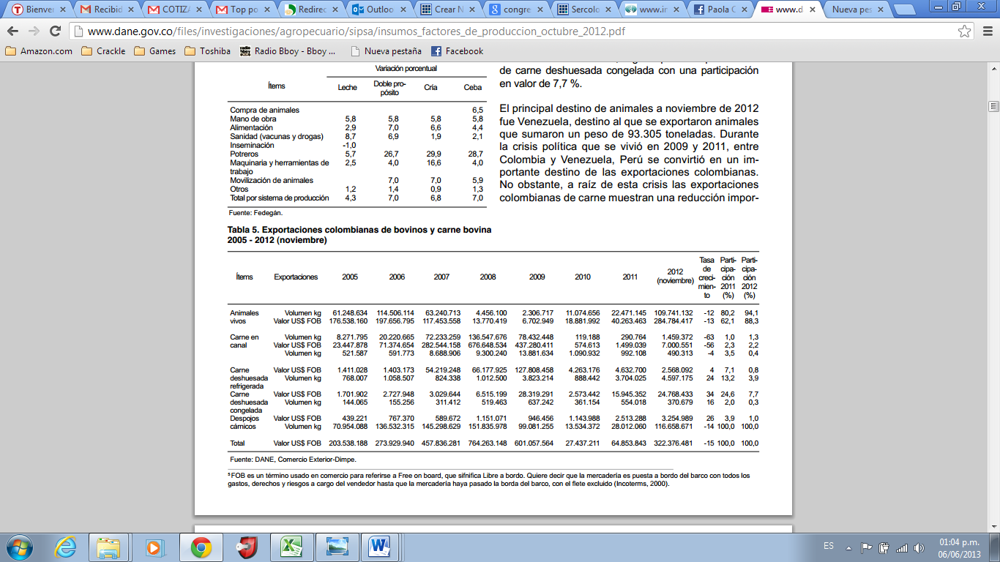 Bienver
Recibid
COTIZA
Top po
Redirec
Outloo
Crear N
congre
Sercolo
www.ir
Paola C
www.d
Nueva pes
www.dane.gov.co/files/investigaciones/agropecuario/sipsa/insumos_factores_de_produccion_octubre_2012.pdf
Amazon.com Crackle Games Toshiba Radio Bboy - Bboy ... Nueva pestaña Facebook
Variación porcentual
Ítems Leche Doble pro- Cría Ceba
pósito
Compra de animales 6,5
Mano de obra 5,8 5,8 5,8 5,8
Alimentación 2,9 7,0 6,6 4,4
Sanidad (vacunas y drogas) 8,7 6,9 1,9 2,1
Inseminación -1,0
Potreros 5,7 26,7 29,9 28,7
Maquinaria y herramientas de 2,5 4,0 16,6 4,0
trabajo
Movilización de animales 7,0 7,0 5,9
Otros 1,2 1,4 0,9 1,3
Total por sistema de producción 4,3 7,0 6,8 7,0
Fuente: Fedegán.
de carne deshuesada congelada con una participación
en valor de 7,7 %.
El principal destino de animales a noviembre de 2012
fue Venezuela, destino al que se exportaron animales
que sumaron un peso de 93.305 toneladas. Durante
la crisis política que se vivió en 2009 y 2011, entre
Colombia y Venezuela, Perú se convirtió en un im-
portante destino de las exportaciones colombianas.
No obstante, a raíz de esta crisis las exportaciones
colombianas de carne muestran una reducción impor-
Tabla 5. Exportaciones colombianas de bovinos y carne bovina
2005 - 2012 (noviembre)
Ítems Exportaciones 2005 2006 2007 2008 2009 2010 2011 2012 (noviembre) Tasa de creci- mien- to Parti- cipa- ción 2011 (%) Parti- cipa- ción 2012 (%)
Animales Volumen kg 61.248.634 114.506.114 63.240.713 4.456.100 2.306.717 11.074.656 22.471.145 109.741.132 -12 80,2 94,1
vivos Valor US$ FOB 176.538.160 197.656.795 117.453.558 13.770.419 6.702.949 18.881.992 40.263.463 284.784.417 -13 62,1 88,3
Carne en Volumen kg 8.271.795 20.220.665 72.233.259 136.547.676 78.432.448 119.188 290.764 1.459.372 -63 1,0 1,3
canal Valor US$ FOB 23.447.878 71.374.654 282.544.158 676.648.534 437.280.411 574.613 1.499.039 7.000.551 -56 2,3 2,2
Volumen kg 521.587 591.773 8.688.906 9.300.240 13.881.634 1.090.932 992.108 490.313 -4 3,5 0,4
Carne Valor US$ FOB 1.411.028 1.403.173 54.219.248 66.177.925 127.808.458 4.263.176 4.632.700 2.568.092 4 7,1 0,8
deshuesada Volumen kg 768.007 1.058.507 824.338 1.012.500 3.823.214 888.442 3.704.025 4.597.175 24 13,2 3,9
refrigerada
Carne Valor US$ FOB 1.701.902 2.727.948 3.029.644 6.515.199 28.319.291 2.573.442 15.945.352 24.768.433 34 24,6 7,7
deshuesada Volumen kg 144.065 155.256 311.412 519.463 637.242 361.154 554.018 370.679 16 2,0 0,3
congelada
Despojos Valor US$ FOB 439.221 767.370 589.672 1.151.071 946.456 1.143.988 2.513.288 3.254.989 26 3,9 1,0
cárnicos Volumen kg 70.954.088 136.532.315 145.298.629 151.835.978 99.081.255 13.534.372 28.012.060 116.658.671 -14 100,0 100,0
Total Valor US$ FOB 203.538.188 273.929.940 457.836.281 764.263.148 601.057.564 27.437.211 64.853.843 322.376.481 -15 100,0 100,0
Fuente: DANE, Comercio Exterior-Dimpe.
⁵ FOB es un término usado en comercio para referirse a Free on board, que sifnifica Libre a bordo. Quiere decir que la mercadería es puesta a bordo del barco con todos los
gastos, derechos y riesgos a cargo del vendedor hasta que la mercadería haya pasado la borda del barco, con el flete excluido (Incoterms, 2000).
ES
01:04 p.m.
06/06/2013